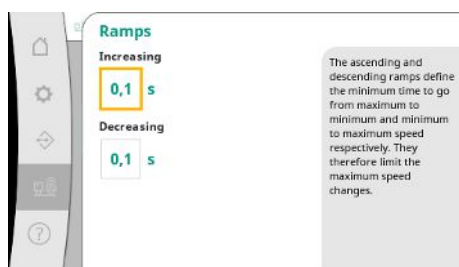 Ramps
Increasing
0,1 s
Decreasing
0,1 s
The ascending and
descending ramps define
the minimum time to go
from maximum to
minimum and minimum
to maximum speed
respectively. They
therefore limit the
maximum speed
changes.
?